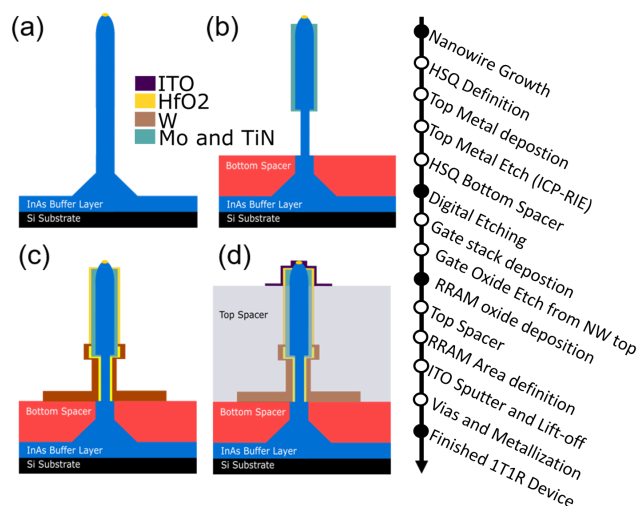 (a)
(b)
ITO
HfO2
W
Mo and TiN
InAs Buffer Layer
Si Substrate
Bottom Spacer
InAs Buffer Layer
Si Substrate
(c)
(d)
Bottom Spacer
InAs Buffer Layer
Si Substrate
Top Spacer
Bottom Spacer
InAs Buffer Layer
Si Substrate
Nanowire Growth
HSQ Definition
Top Metal depostion
Top Metal Etch (ICP-RIE)
HSQ Bottom Spacer
Digital Etching
Gate stack depostion
Gate Oxide Etch from NW top
RRAM oxide deposition
Top Spacer
RRAM Area definition
ITO Sputter and Lift-off
Vias and Metallization
Finished 1T1R Device